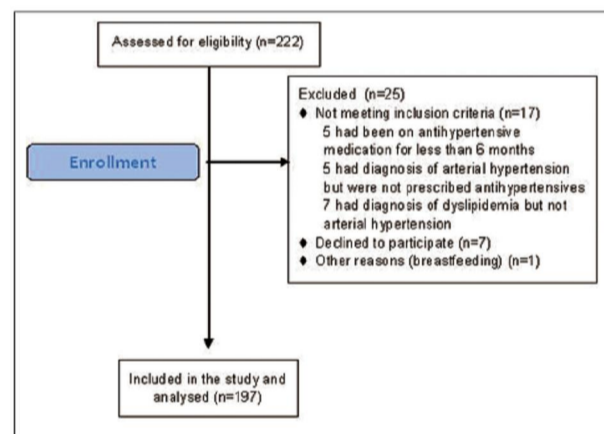 Assessed for eligibility (n=222)
Excluded (n=25)
♦ Not meeting inclusion criteria (n=17)
5 had been on antihypertensive
medication for less than 6 months
5 had diagnosis of arterial hypertension
but were not prescribed antihypertensives
7 had diagnosis of dyslipidemia but not
arterial hypertension
♦ Declined to participate (n=7)
♦ Other reasons (breastfeeding) (n=1)
Enrollment
Included in the study and
analysed (n=197)